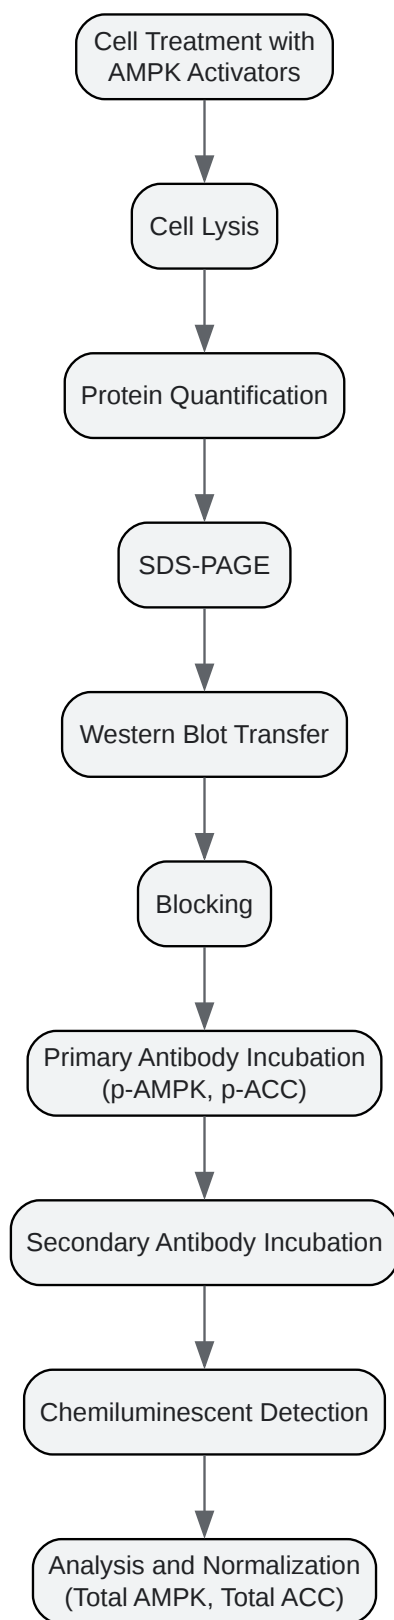 Cell Treatment with
AMPK Activators
Cell Lysis
Protein Quantification
SDS-PAGE
Western Blot Transfer
Blocking
Primary Antibody Incubation
(p-AMPK, p-ACC)
Secondary Antibody Incubation
Chemiluminescent Detection
Analysis and Normalization
(Total AMPK, Total ACC)